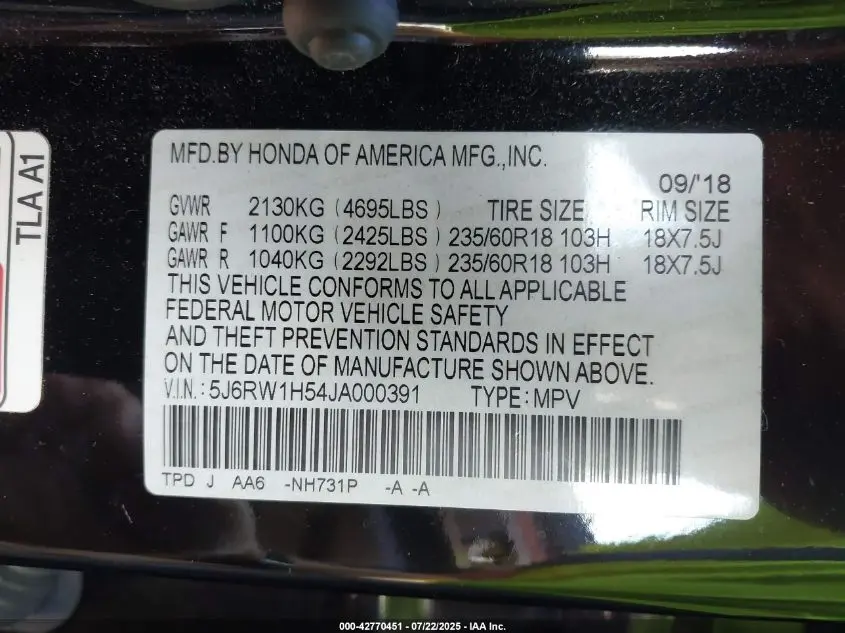 TLA A1
MFD.BY HONDA OF AMERICA MFG.,INC.
09/'18
GVWR 2130KG (4695LBS) TIRE SIZE RIM SIZE
GAWR F 1100KG (2425LBS) 235/60R18 103H 18X7.5J
GAWR R 1040KG (2292LBS) 235/60R18 103H 18X7.5J
THIS VEHICLE CONFORMS TO ALL APPLICABLE
FEDERAL MOTOR VEHICLE SAFETY
AND THEFT PREVENTION STANDARDS IN EFFECT
ON THE DATE OF MANUFACTURE SHOWN ABOVE.
V.I.N.: 5J6RW1H54JA000391 TYPE: MPV
TPD J AA6 -NH731P -A -A
000-42770451 - 07/22/2025 - IAA Inc.